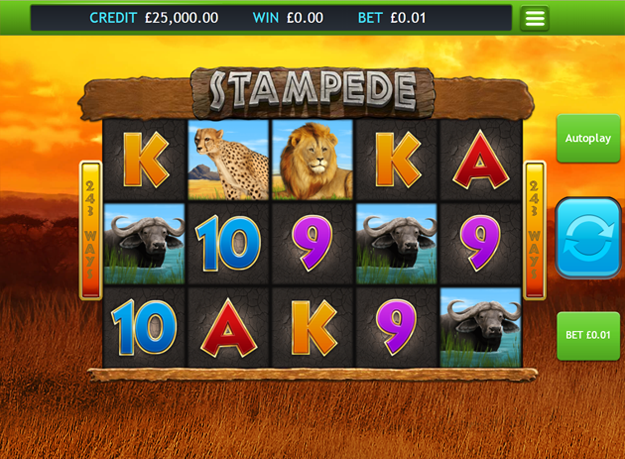 CREDIT £25,000.00 WIN £0.00 BET £0.01
STAMPEDE
K K A
Autoplay
243 WAYS 243 WAYS
10 9 9
10 A K 9
BET £0.01